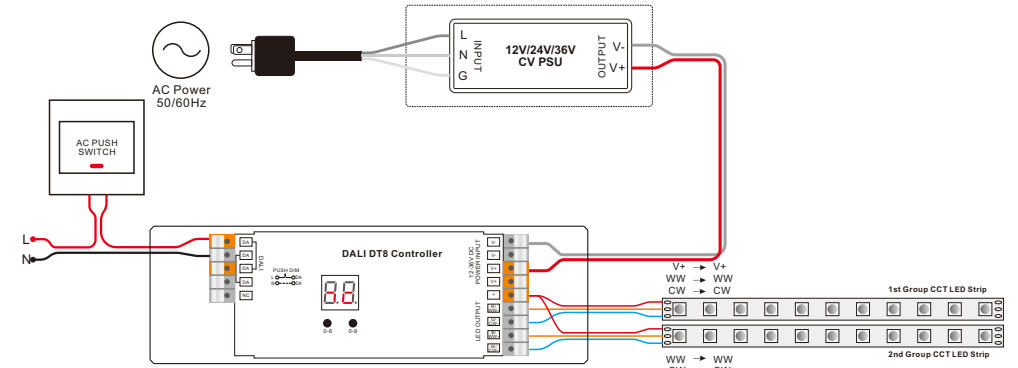 L
N
G
INPUT
12V/24V/36V
CV PSU
OUTPUT
V-
V+
AC Power
50/60Hz
AC PUSH
SWITCH
L
N
DA
DA
DA
DA
NC
DALI
PUSH DIM
L DA
N DA
DALI DT8 Controller
0-6
0-9
12-36V DC
POWER INPUT
V-
V-
V+
V+
+
LED OUTPUT
V+ → V+
WW → WW
CW → CW
1st Group CCT LED Strip
2nd Group CCT LED Strip
WW → WW